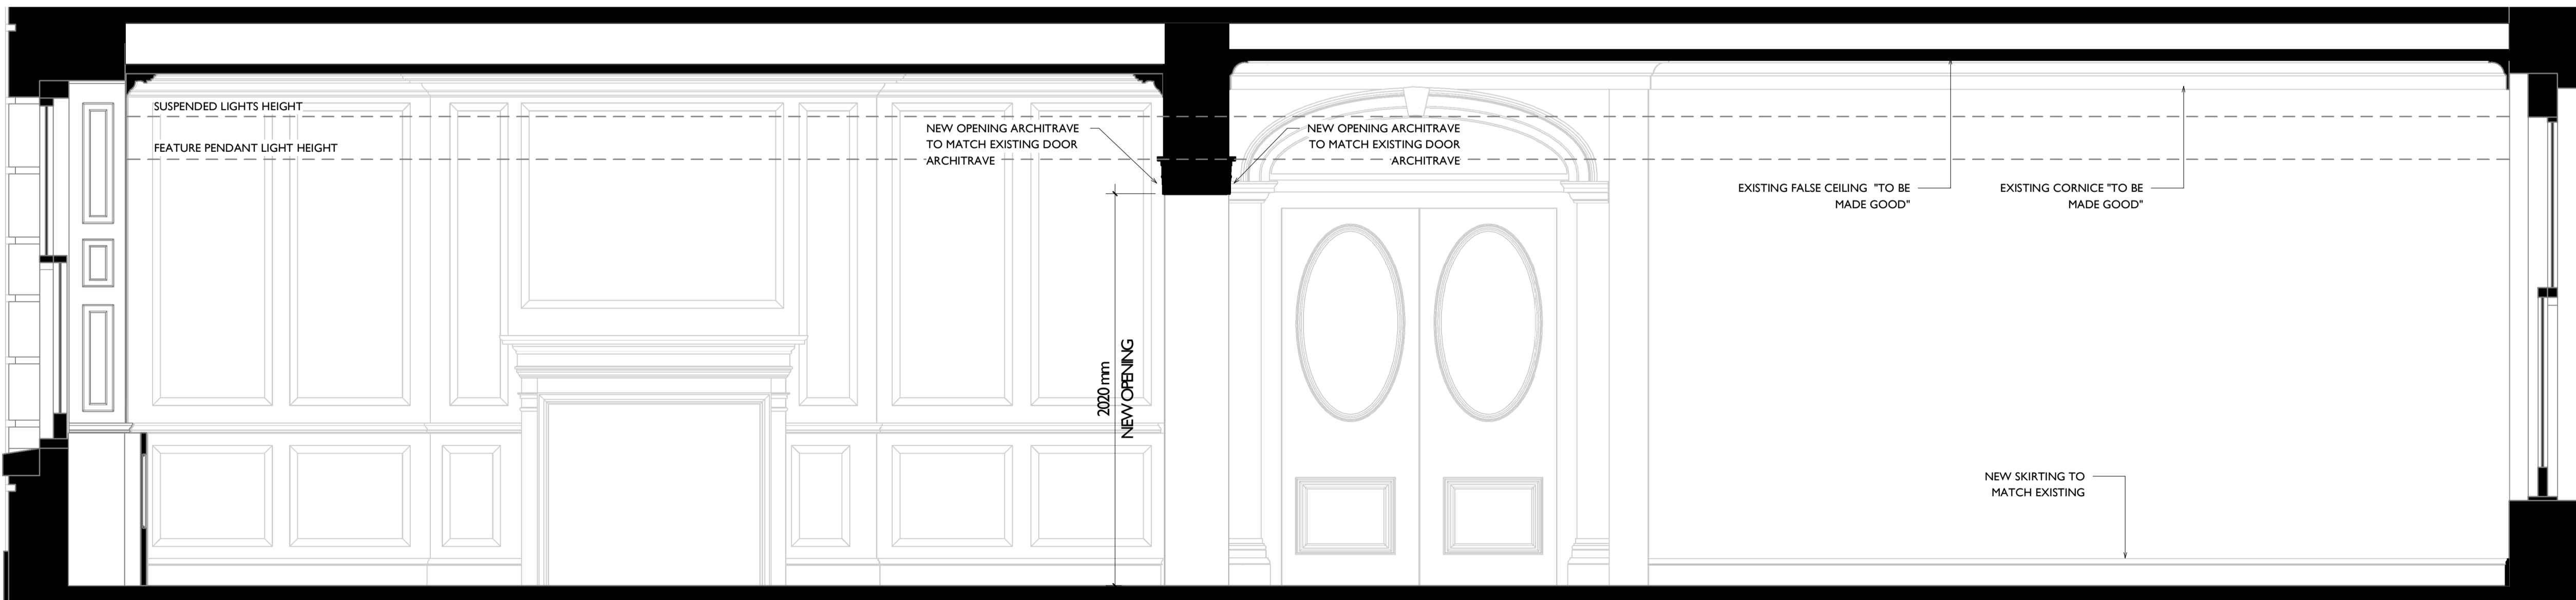 SUSPENDED LIGHTS HEIGHT
FEATURE PENDANT LIGHT HEIGHT
NEW OPENING ARCHITRAVE
TO MATCH EXISTING DOOR
ARCHITRAVE
NEW OPENING ARCHITRAVE
TO MATCH EXISTING DOOR
ARCHITRAVE
EXISTING FALSE CEILING "TO BE
MADE GOOD"
EXISTING CORNICE "TO BE
MADE GOOD"
2020 mm
NEW OPENING
NEW SKIRTING TO
MATCH EXISTING